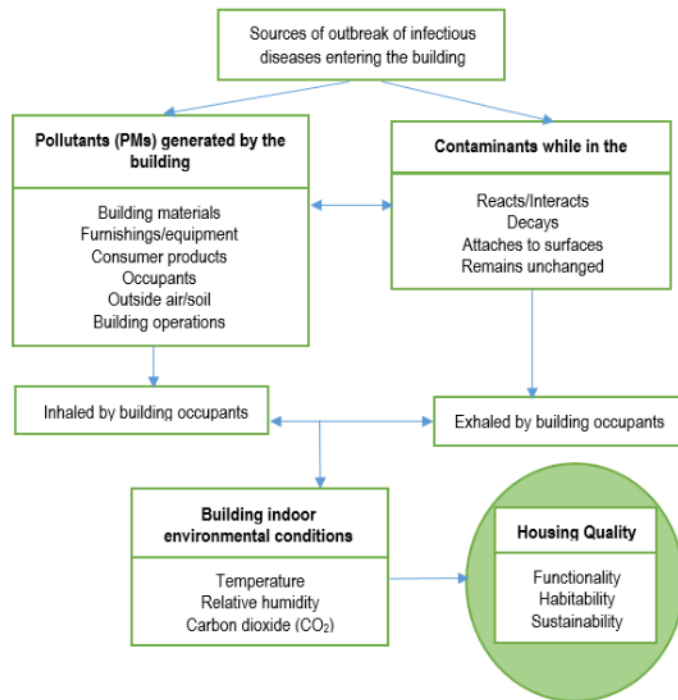 Sources of outbreak of infectious
diseases entering the building
Pollutants (PMs) generated by the
building
Building materials
Furnishings/equipment
Consumer products
Occupants
Outside air/soil
Building operations
Contaminants while in the
Reacts/Interacts
Decays
Attaches to surfaces
Remains unchanged
Inhaled by building occupants
Exhaled by building occupants
Building indoor
environmental conditions
Temperature
Relative humidity
Carbon dioxide (CO₂)
Housing Quality
Functionality
Habitability
Sustainability